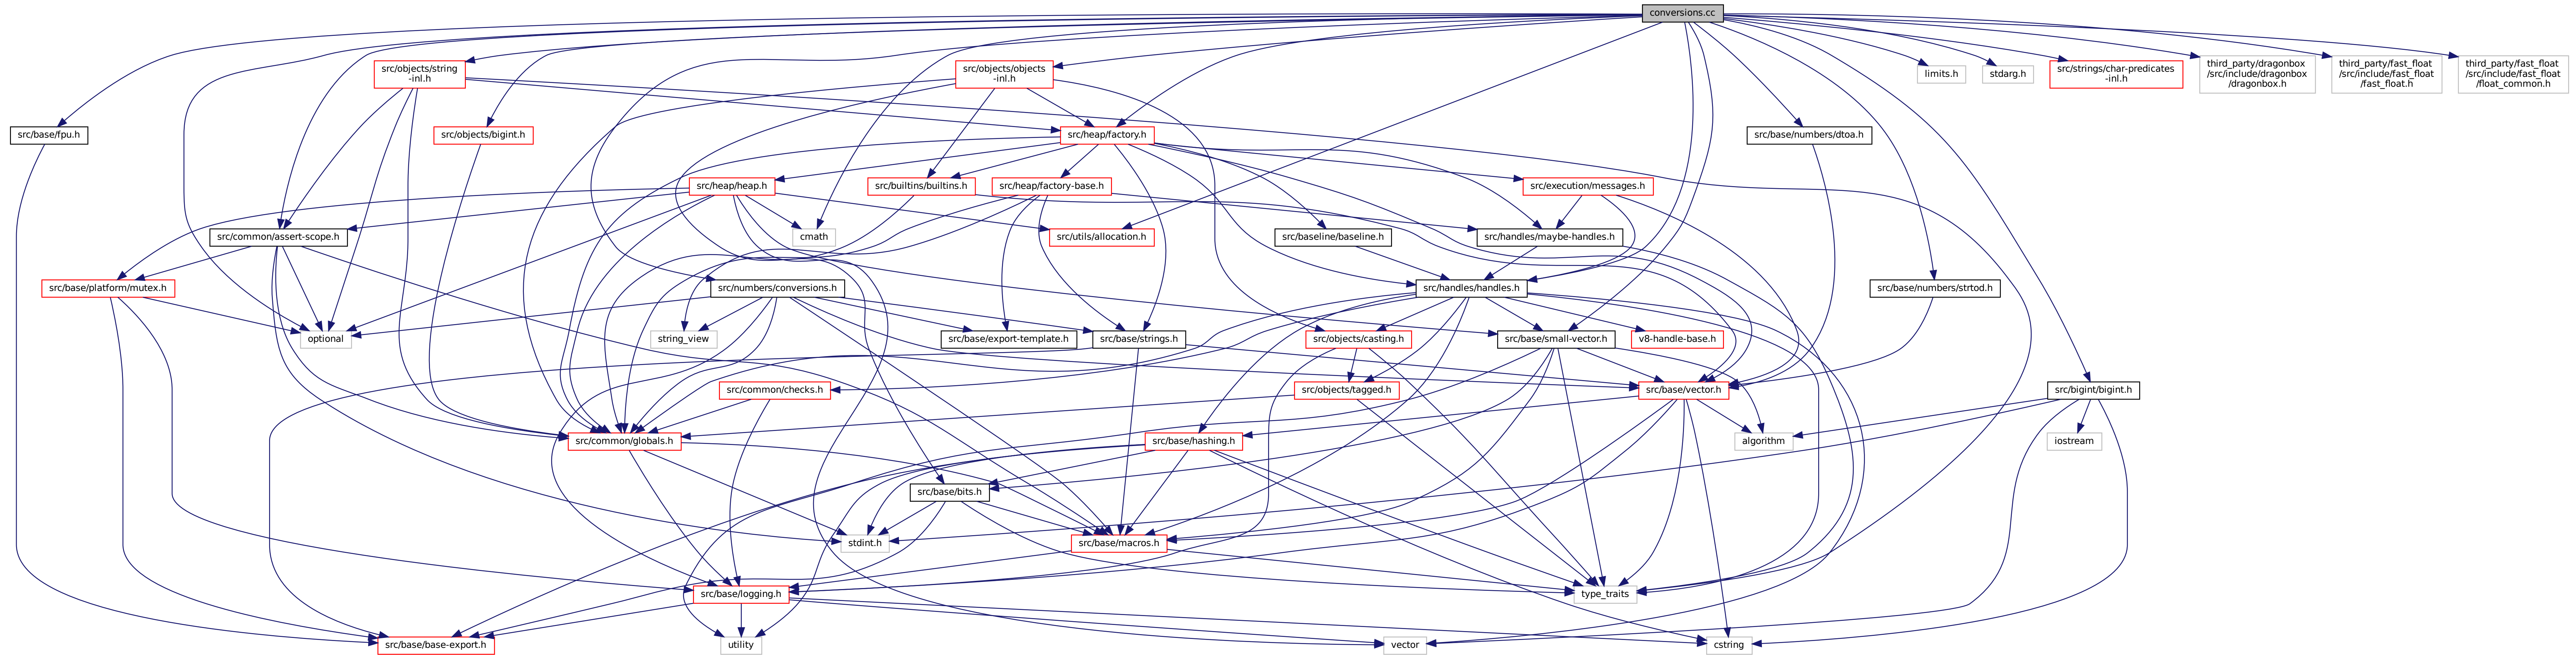 conversions.cc
src/objects/string
-inl.h
src/objects/objects
-inl.h
limits.h
stdarg.h
src/strings/char-predicates
-inl.h
third_party/dragonbox
/src/include/dragonbox
/dragonbox.h
third_party/fast_float
/src/include/fast_float
/fast_float.h
third_party/fast_float
/src/include/fast_float
/float_common.h
src/base/fpu.h
src/objects/bigint.h
src/heap/factory.h
src/base/numbers/dtoa.h
src/heap/heap.h
src/builtins/builtins.h
src/heap/factory-base.h
src/execution/messages.h
src/common/assert-scope.h
cmath
src/utils/allocation.h
src/baseline/baseline.h
src/handles/maybe-handles.h
src/base/platform/mutex.h
src/numbers/conversions.h
src/handles/handles.h
src/base/numbers/strtod.h
optional
string_view
src/base/export-template.h
src/base/strings.h
src/objects/casting.h
src/base/small-vector.h
v8-handle-base.h
src/common/checks.h
src/objects/tagged.h
src/base/vector.h
src/bigint/bigint.h
src/common/globals.h
src/base/hashing.h
algorithm
iostream
src/base/bits.h
stdint.h
src/base/macros.h
src/base/logging.h
type_traits
src/base/base-export.h
utility
vector
cstring